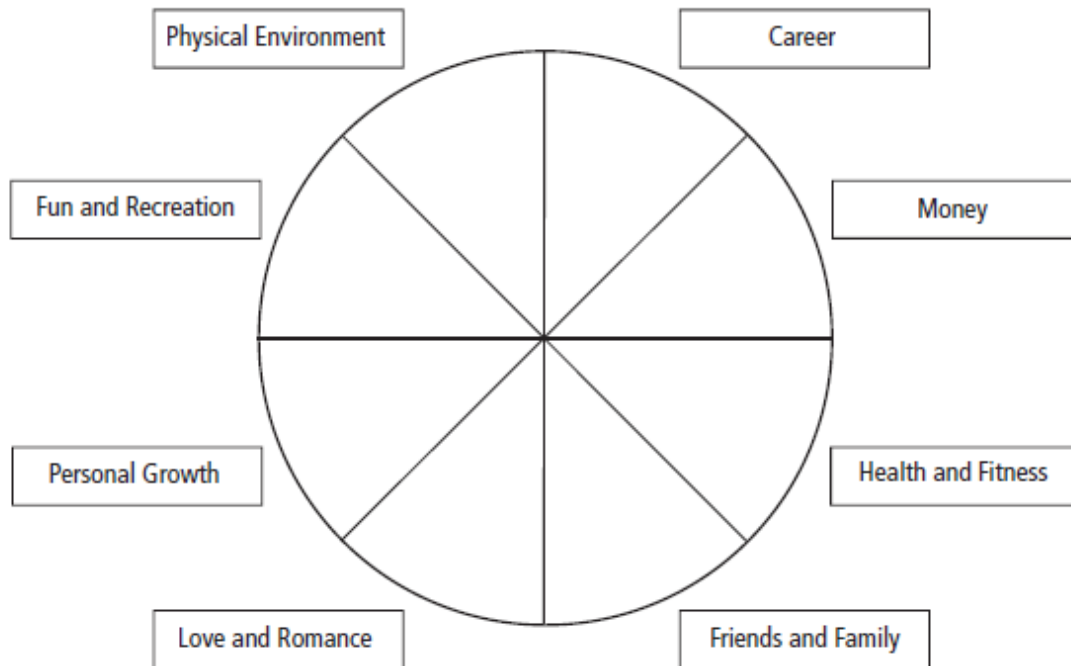 Physical Environment
Career
Fun and Recreation
Money
Personal Growth
Health and Fitness
Love and Romance
Friends and Family